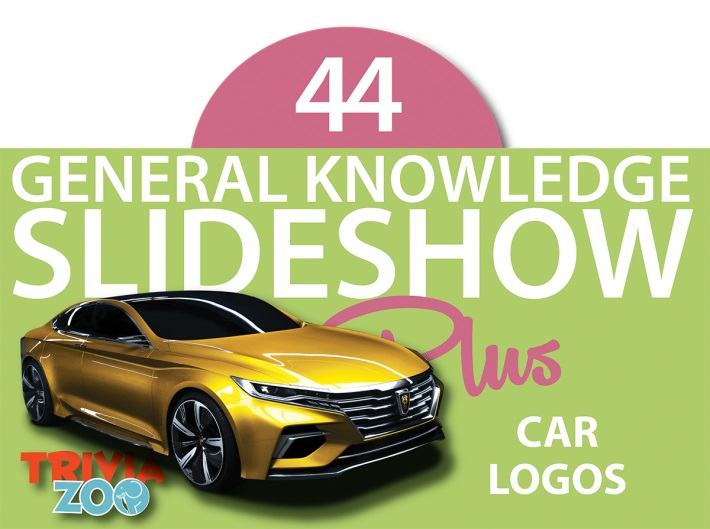 44
GENERAL KNOWLEDGE
SLIDESHOW
Plus
CAR
LOGOS
TRIVIA
ZOO